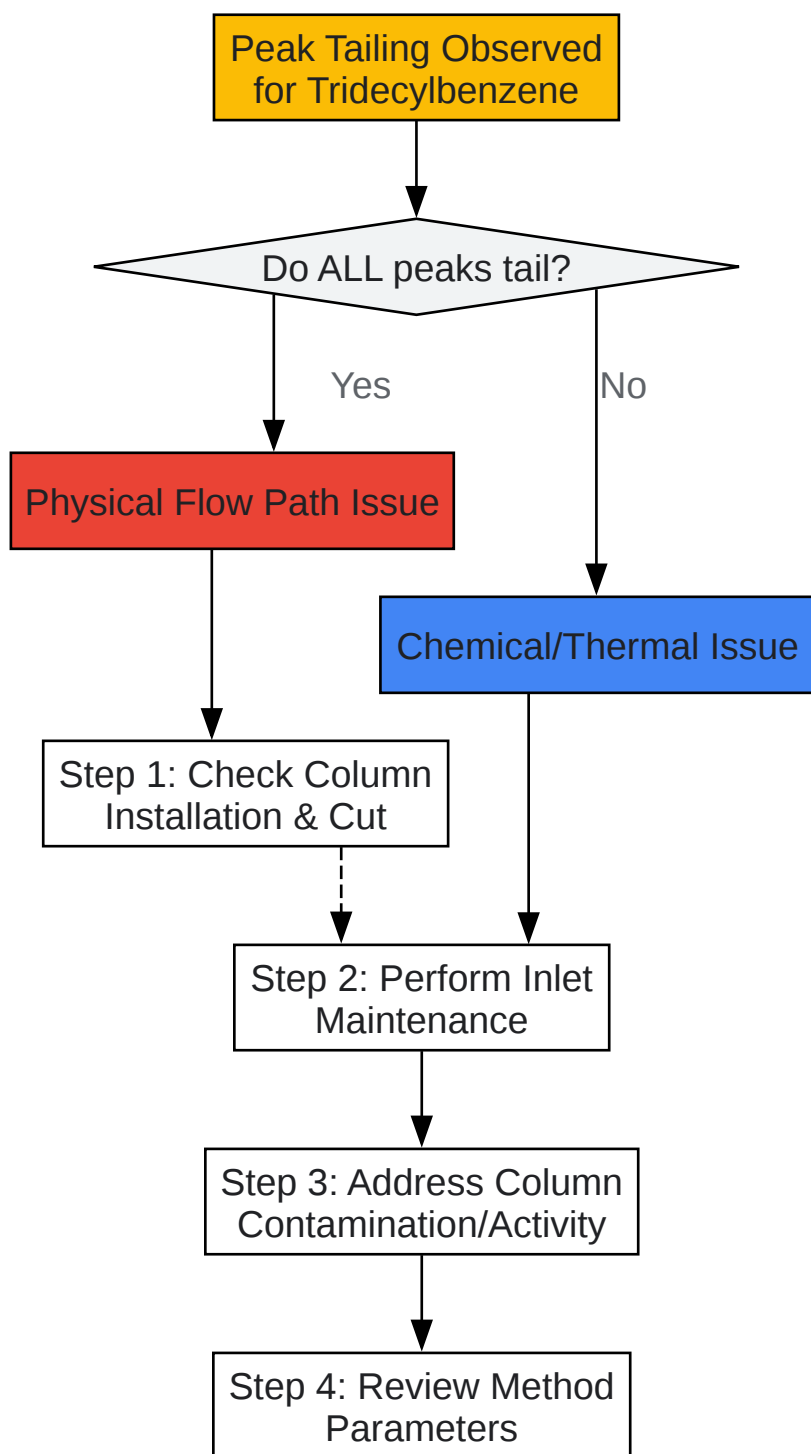 Peak Tailing Observed
for Tridecylbenzene
Do ALL peaks tail?
Yes
No
Physical Flow Path Issue
Chemical/Thermal Issue
Step 1: Check Column
Installation & Cut
Step 2: Perform Inlet
Maintenance
Step 3: Address Column
Contamination/Activity
Step 4: Review Method
Parameters